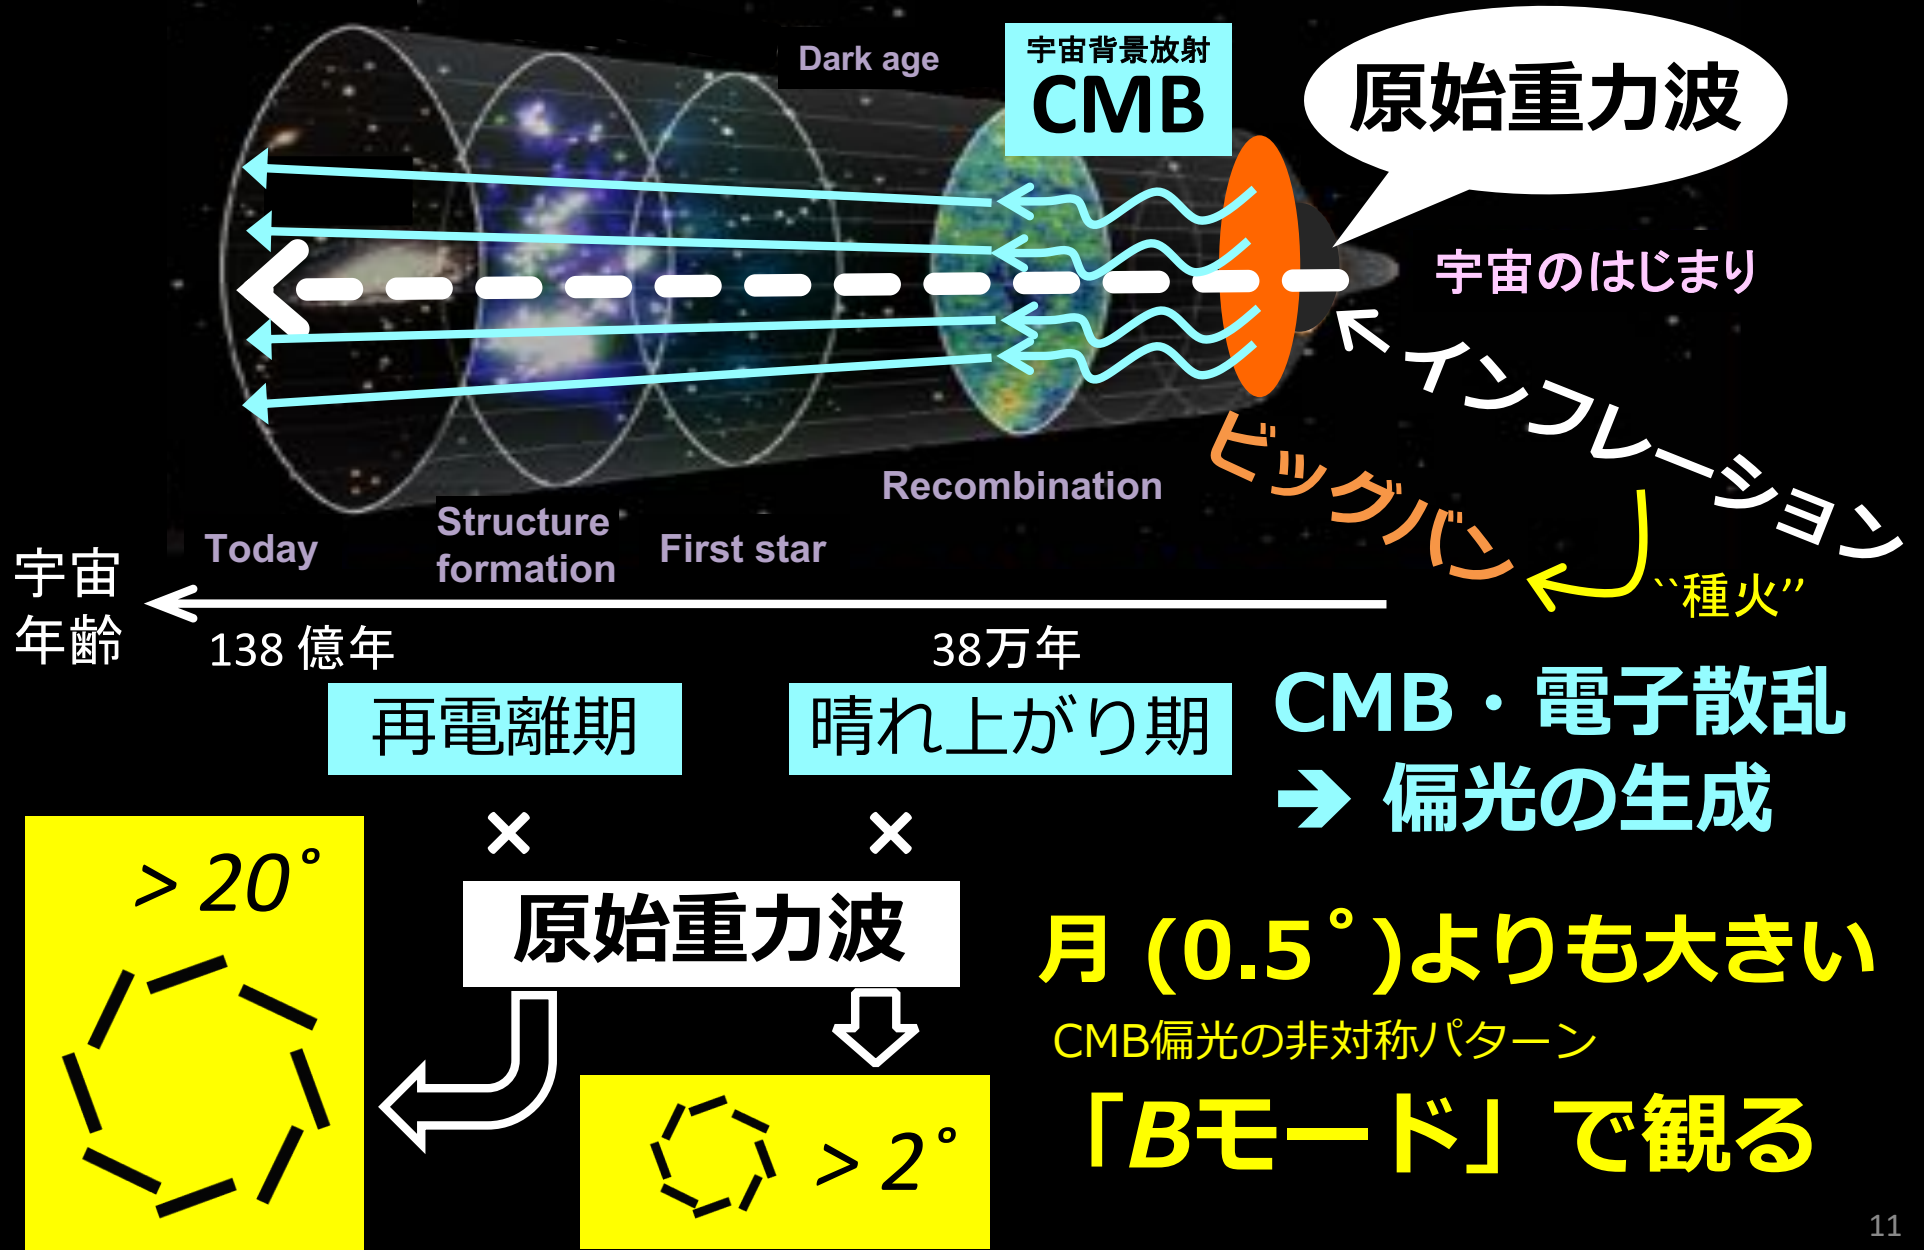 Dark age
宇宙背景放射
CMB
原始重力波
宇宙のはじまり
インフレーション
ビッグバン
Recombination
Today
Structure
formation
First star
``種火’’
宇宙
年齢
138 億年
38万年
再電離期
晴れ上がり期
CMB・電子散乱
➔ 偏光の生成
×
×
> 20˚
原始重力波
月 (0.5˚)よりも大きい
CMB偏光の非対称パターン
「Bモード」で観る
> 2˚
11